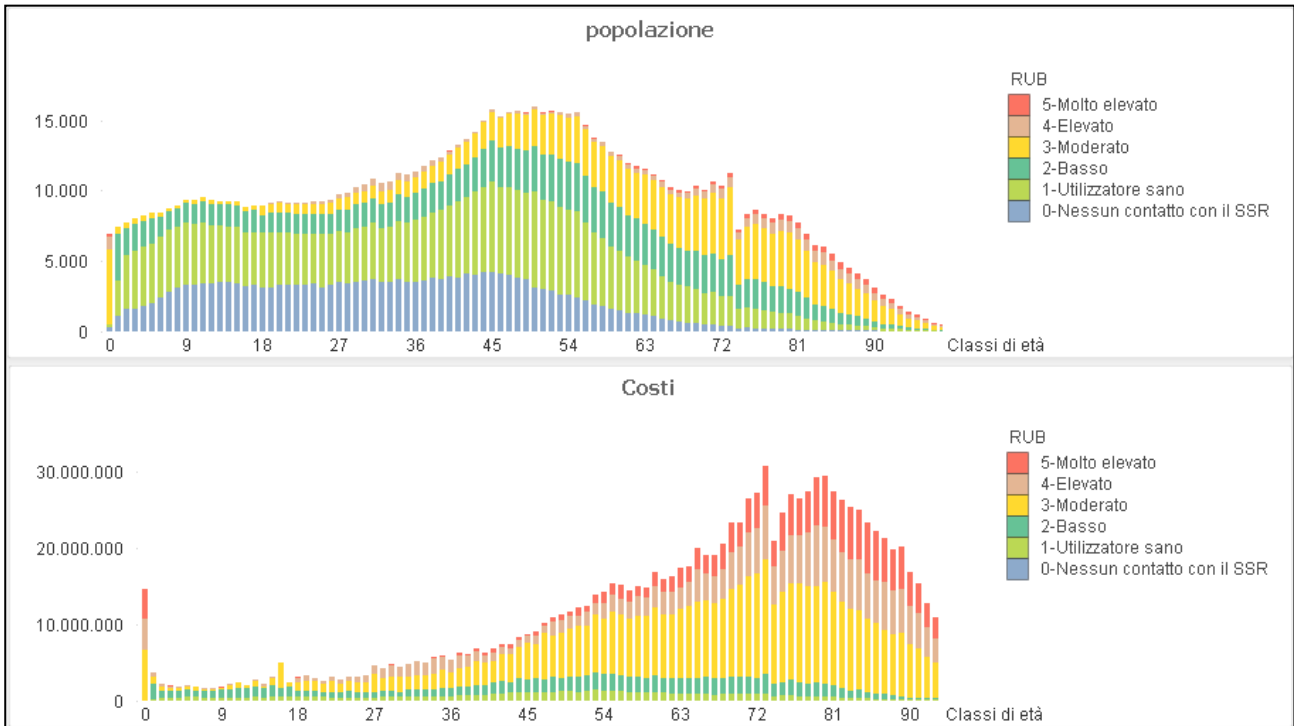 popolazione
RUB
5-Molto elevato
4-Elevato
3-Moderato
2-Basso
1-Utilizzatore sano
0-Nessun contatto con il SSR
15.000
10.000
5.000
0
0 9 18 27 36 45 54 63 72 81 90 Classi di età
Costi
RUB
5-Molto elevato
4-Elevato
3-Moderato
2-Basso
1-Utilizzatore sano
0-Nessun contatto con il SSR
30.000.000
20.000.000
10.000.000
0
0 9 18 27 36 45 54 63 72 81 90 Classi di età